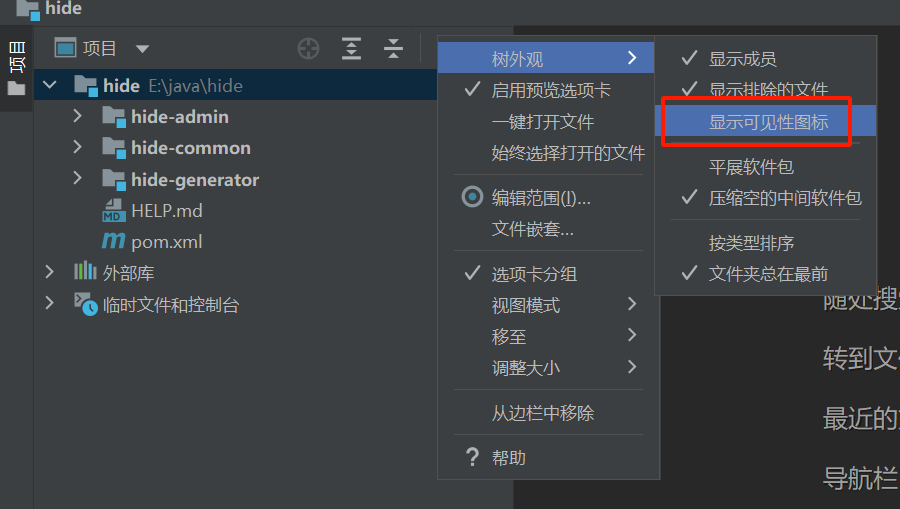 hide
项目
项目
hide E:\java\hide
hide-admin
hide-common
hide-generator
MD
HELP.md
m pom.xml
外部库
临时文件和控制台
树外观
启用预览选项卡
一键打开文件
始终选择打开的文件
编辑范围(I)...
文件嵌套...
选项卡分组
视图模式
移至
调整大小
从边栏中移除
? 帮助
显示成员
显示排除的文件
显示可见性图标
平展软件包
压缩空的中间软件包
按类型排序
文件夹总在最前
随处搜
转到文
最近的
导航栏